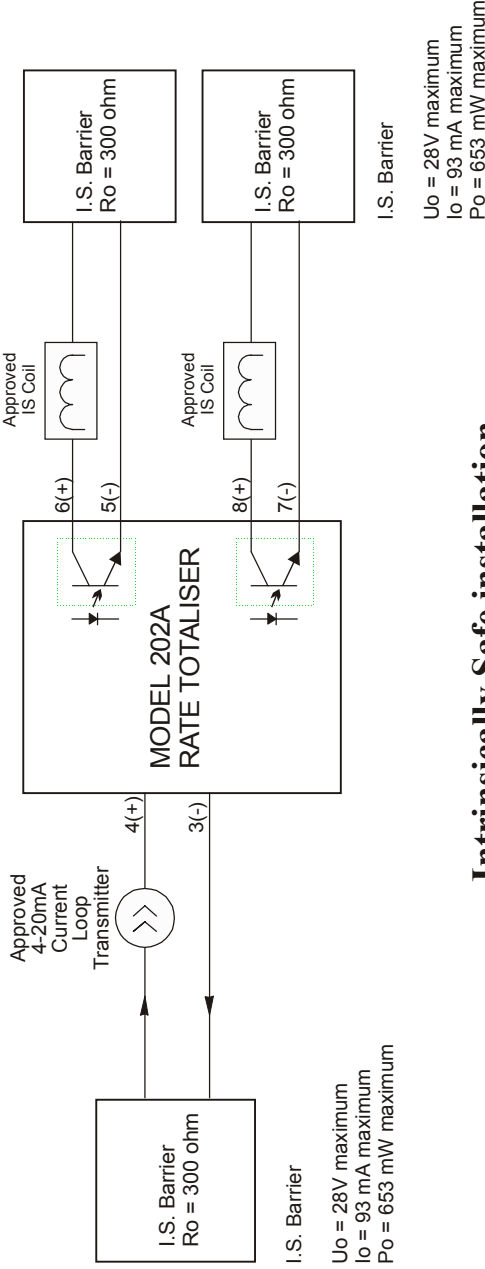 Approved
4-20mA
Current
Loop
Transmitter
I.S. Barrier
Ro = 300 ohm
I.S. Barrier
Uo = 28V maximum
Io = 93 mA maximum
Po = 653 mW maximum
4(+)
3(-)
MODEL 202A
RATE TOTALISER
6(+)
5(-)
8(+)
7(-)
Approved
IS Coil
Approved
IS Coil
I.S. Barrier
Ro = 300 ohm
I.S. Barrier
Ro = 300 ohm
I.S. Barrier
Uo = 28V maximum
Io = 93 mA maximum
Po = 653 mW maximum
Intrinsically Safe installation